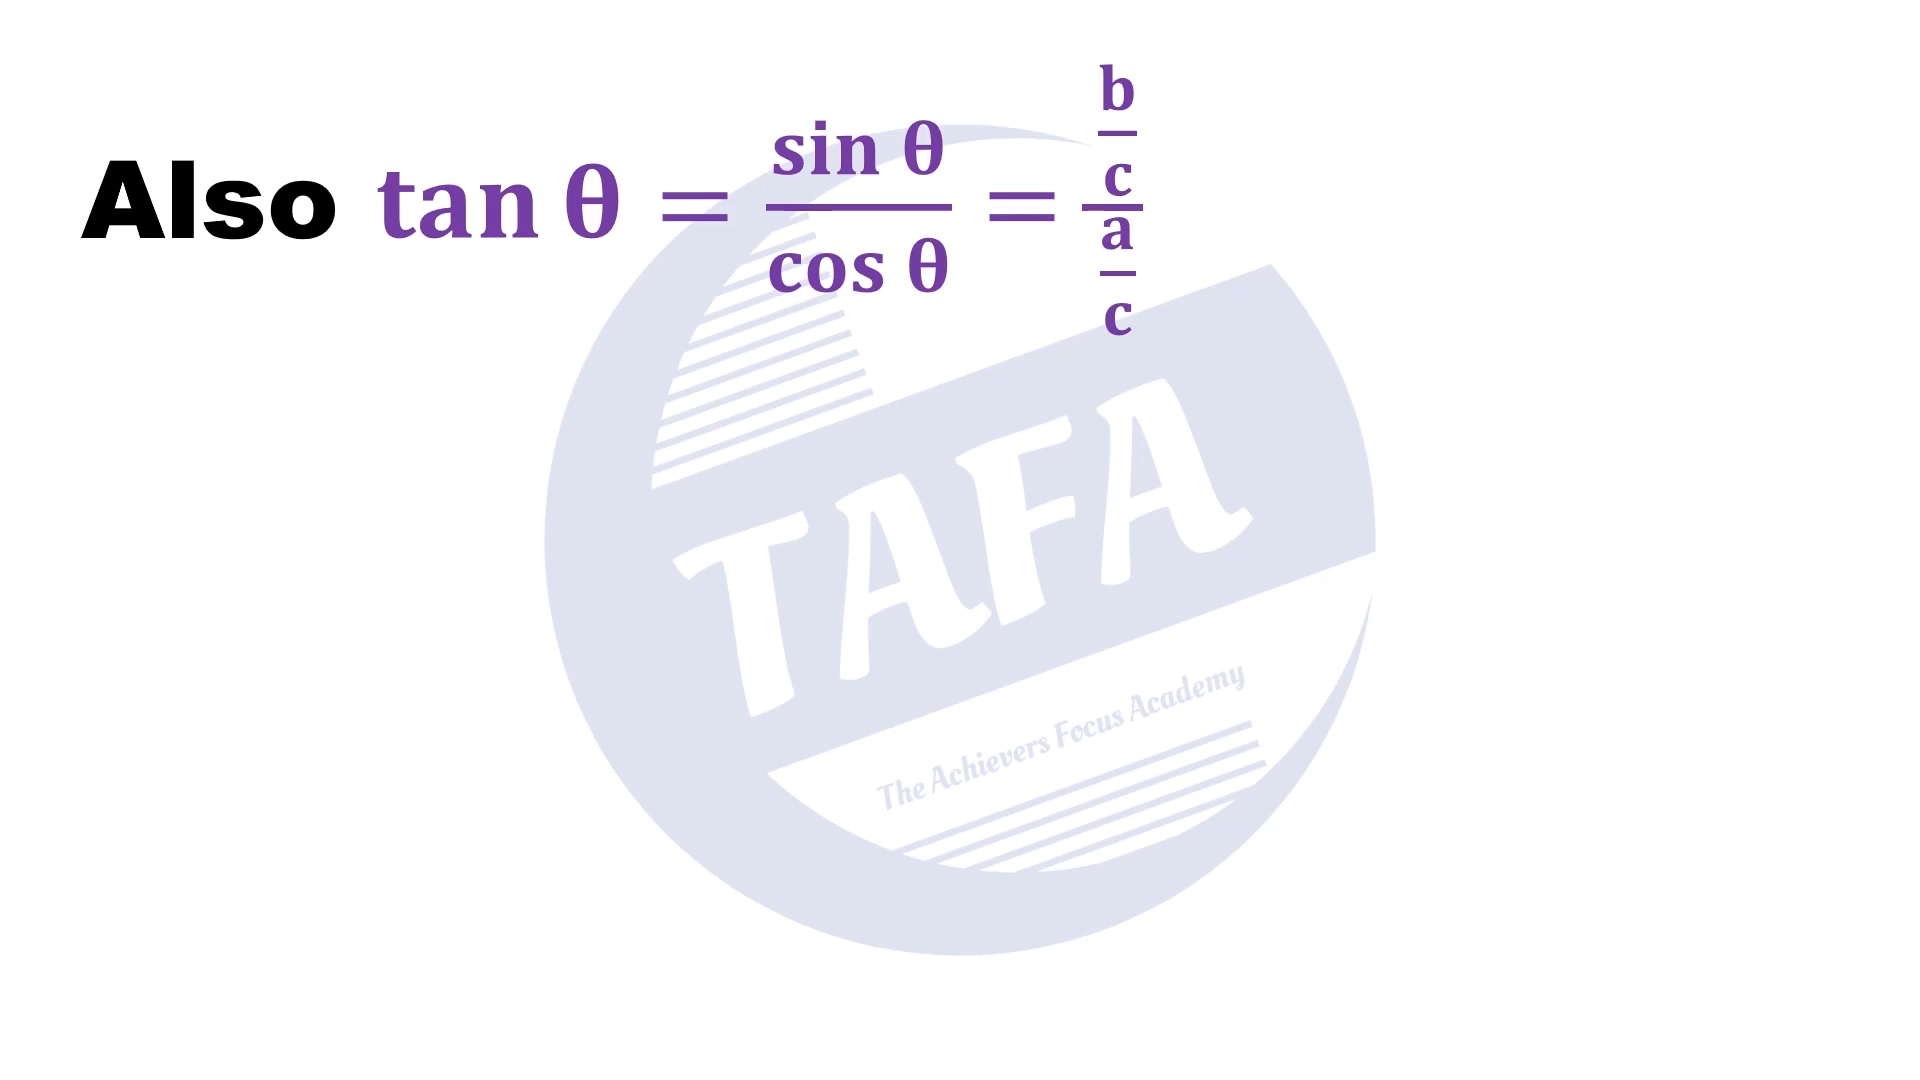 Also tan θ = sin θ / cos θ = (b/c) / (a/c)
TAFA
The Achievers Focus Academy